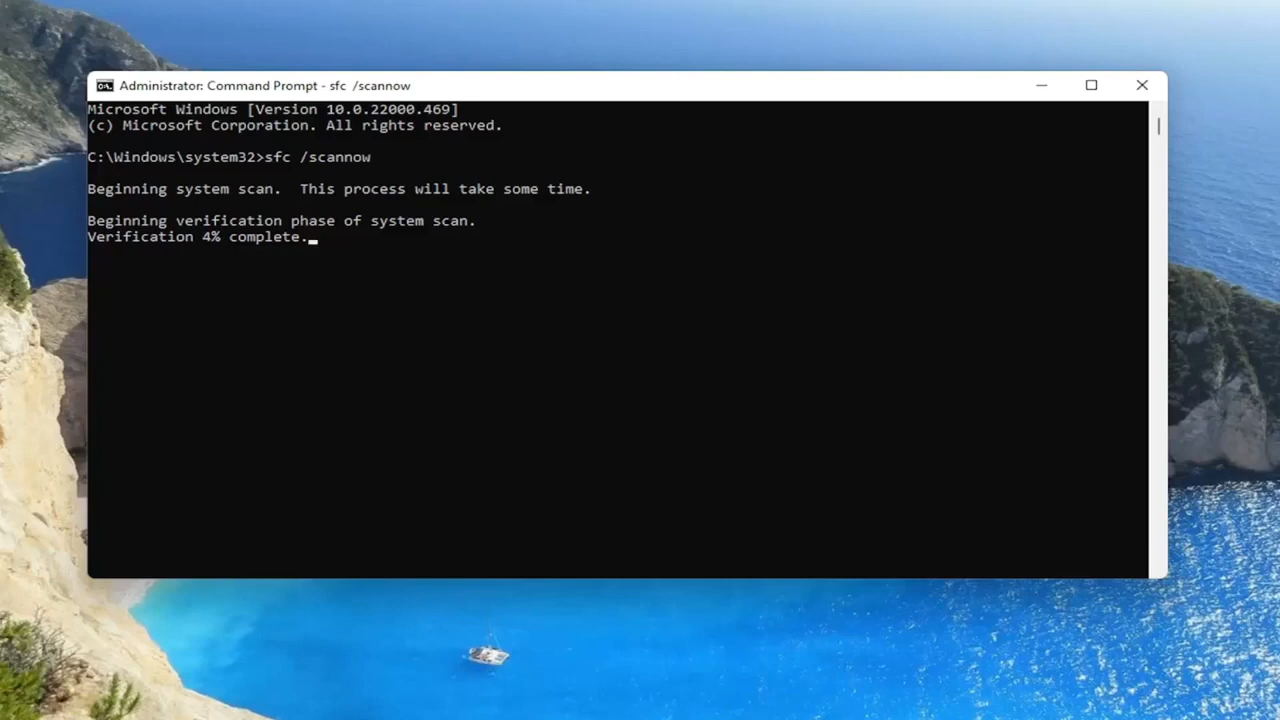 Administrator: Command Prompt - sfc  /scannow
Microsoft Windows [Version 10.0.22000.469]
(c) Microsoft Corporation. All rights reserved.
C:\Windows\system32>sfc /scannow
Beginning system scan.  This process will take some time.
Beginning verification phase of system scan.
Verification 4% complete.